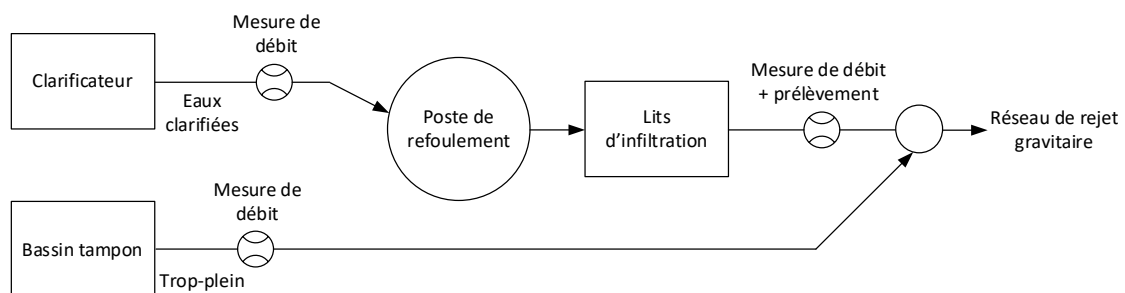 Mesure de
débit
Clarificateur
Eaux
clarifiées
Poste de
refoulement
Lits
d’infiltration
Mesure de débit
+ prélèvement
Réseau de rejet
gravitaire
Mesure de
débit
Bassin tampon
Trop-plein